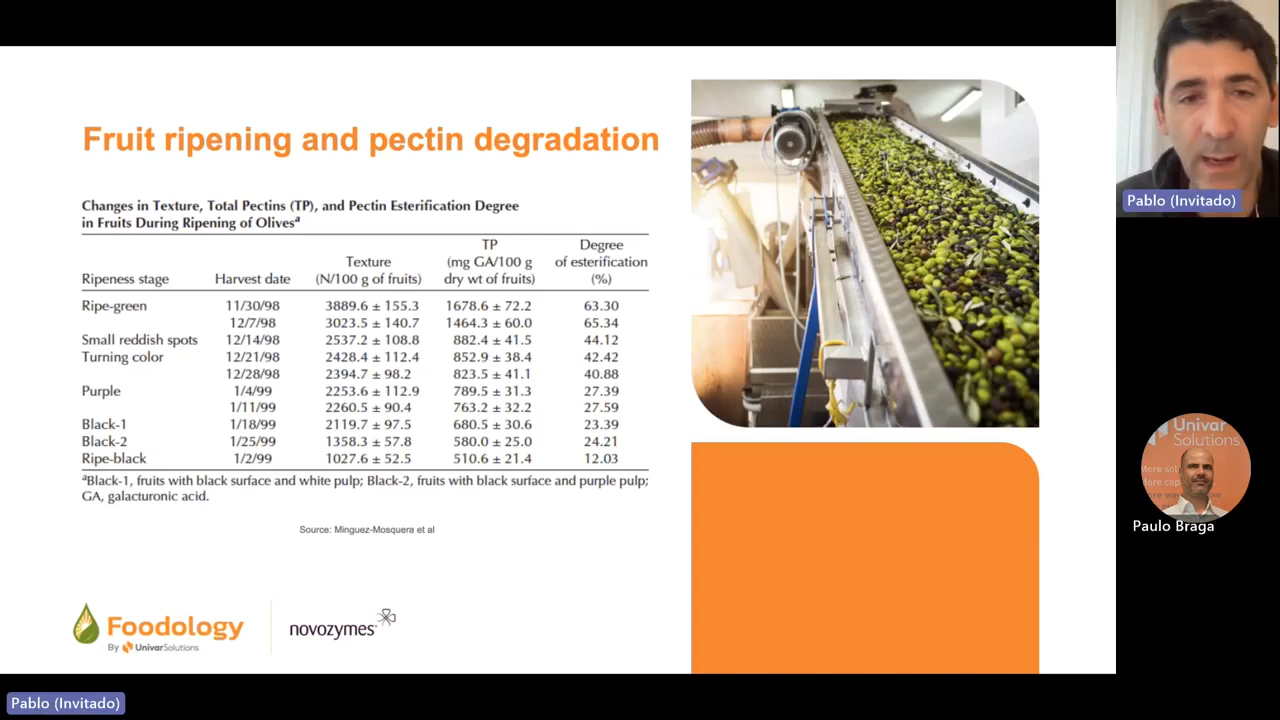 Fruit ripening and pectin degradation
Changes in Texture, Total Pectins (TP), and Pectin Esterification Degree
in Fruits During Ripening of Olivesᵃ
TP Degree
Texture (mg GA/100 g of esterification
Ripeness stage Harvest date (N/100 g of fruits) dry wt of fruits) (%)
Ripe-green 11/30/98 3889.6 ± 155.3 1678.6 ± 72.2 63.30
12/7/98 3023.5 ± 140.7 1464.3 ± 60.0 65.34
Small reddish spots 12/14/98 2537.2 ± 108.8 882.4 ± 41.5 44.12
Turning color 12/21/98 2428.4 ± 112.4 852.9 ± 38.4 42.42
12/28/98 2394.7 ± 98.2 823.5 ± 41.1 40.88
Purple 1/4/99 2253.6 ± 112.9 789.5 ± 31.3 27.39
1/11/99 2260.5 ± 90.4 763.2 ± 32.2 27.59
Black-1 1/18/99 2119.7 ± 97.5 680.5 ± 30.6 23.39
Black-2 1/25/99 1358.3 ± 57.8 580.0 ± 25.0 24.21
Ripe-black 1/2/99 1027.6 ± 52.5 510.6 ± 21.4 12.03
ᵃBlack-1, fruits with black surface and white pulp; Black-2, fruits with black surface and purple pulp;
GA, galacturonic acid.
Source: Minguez-Mosquera et al
Foodology
By UnivarSolutions
novozymes
Pablo (Invitado)
Univar
Solutions
More
More
Paulo Braga
Pablo (Invitado)